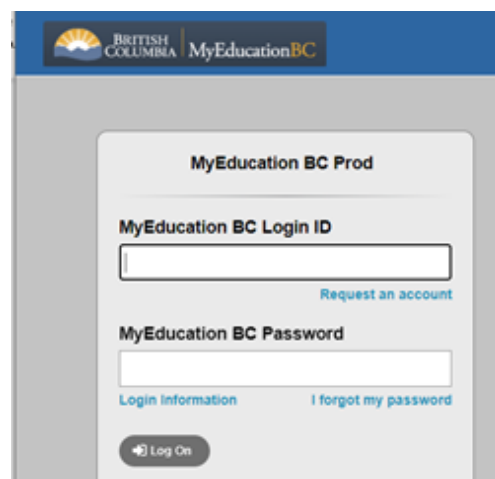 BRITISH
COLUMBIA MyEducationBC
MyEducation BC Prod
MyEducation BC Login ID
Request an account
MyEducation BC Password
Login Information I forgot my password
Log On